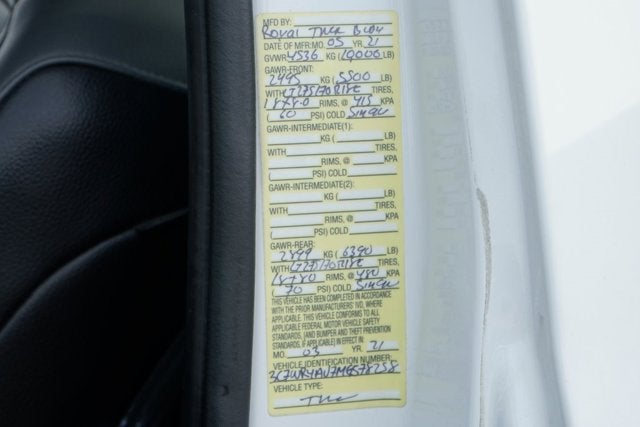 MFD BY:
Royal Truck Body
DATE OF MFR: MO. 05 YR. 21
GVWR 4536 KG (10000 LB)
GAWR-FRONT:
2495 KG (5500 LB)
WITH LT275/70R18E TIRES,
18x8.0 RIMS, @ 415 KPA
(60 PSI) COLD Single
GAWR-INTERMEDIATE(1):
KG ( LB)
WITH TIRES,
RIMS, @ KPA
( PSI) COLD
GAWR-INTERMEDIATE(2):
KG ( LB)
WITH TIRES,
RIMS, @ KPA
( PSI) COLD
GAWR-REAR:
2899 KG (6390 LB)
WITH LT275/70R18E TIRES,
18x8.0 RIMS, @ 480 KPA
(70 PSI) COLD Single
THIS VEHICLE HAS BEEN COMPLETED IN ACCORDANCE
WITH THE PRIOR MANUFACTURERS' IVD, WHERE
APPLICABLE. THIS VEHICLE CONFORMS TO ALL
APPLICABLE FEDERAL MOTOR VEHICLE SAFETY
STANDARDS, [AND BUMPER AND THEFT PREVENTION
STANDARDS, IF APPLICABLE] IN EFFECT IN:
MO. 03 YR. 21
VEHICLE IDENTIFICATION NUMBER:
VEHICLE TYPE: